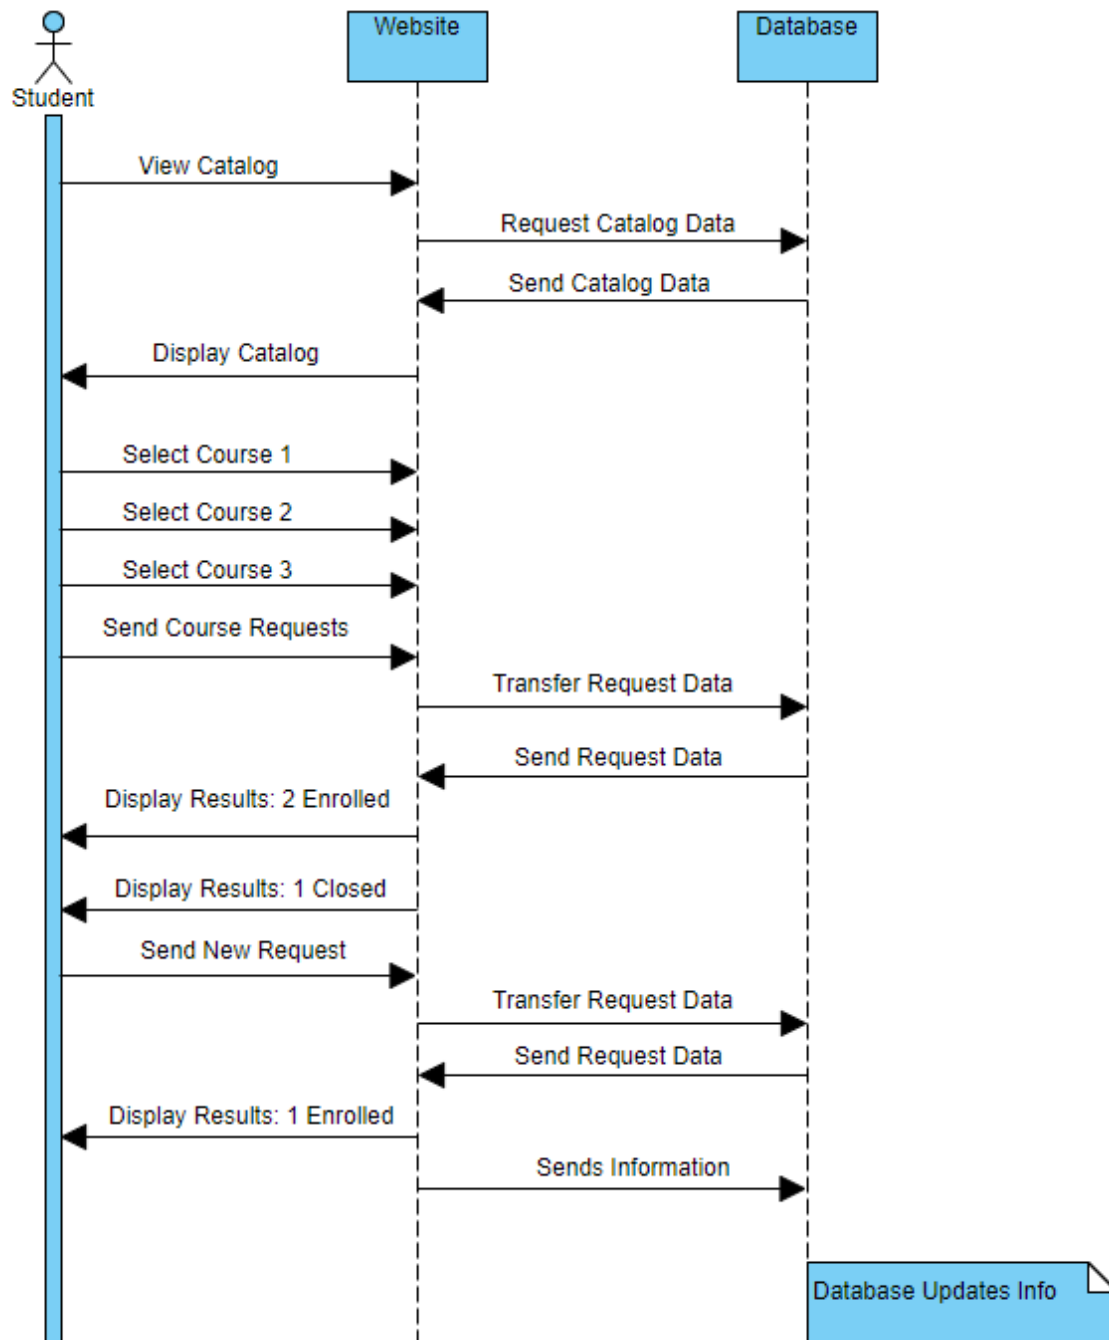 Website
Database
Student
View Catalog
Request Catalog Data
Send Catalog Data
Display Catalog
Select Course 1
Select Course 2
Select Course 3
Send Course Requests
Transfer Request Data
Send Request Data
Display Results: 2 Enrolled
Display Results: 1 Closed
Send New Request
Transfer Request Data
Send Request Data
Display Results: 1 Enrolled
Sends Information
Database Updates Info